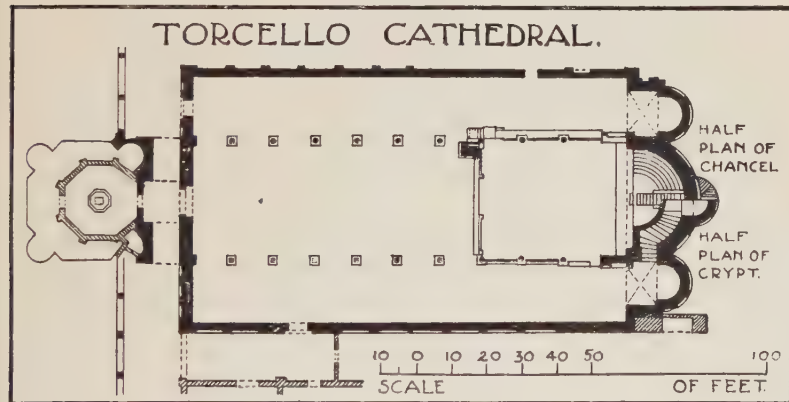 TORCELLO CATHEDRAL.
HALF
PLAN OF
CHANCEL
HALF
PLAN OF
CRYPT.
10 0 10 20 30 40 50 100
SCALE OF FEET.